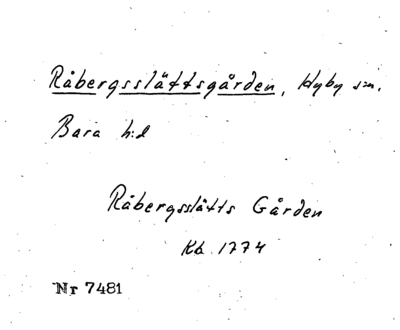 Råbergsslättsgården, Hyby sn.
Bara h:d
Råbergsslätts Gården
Kb 1774
Nr 7481